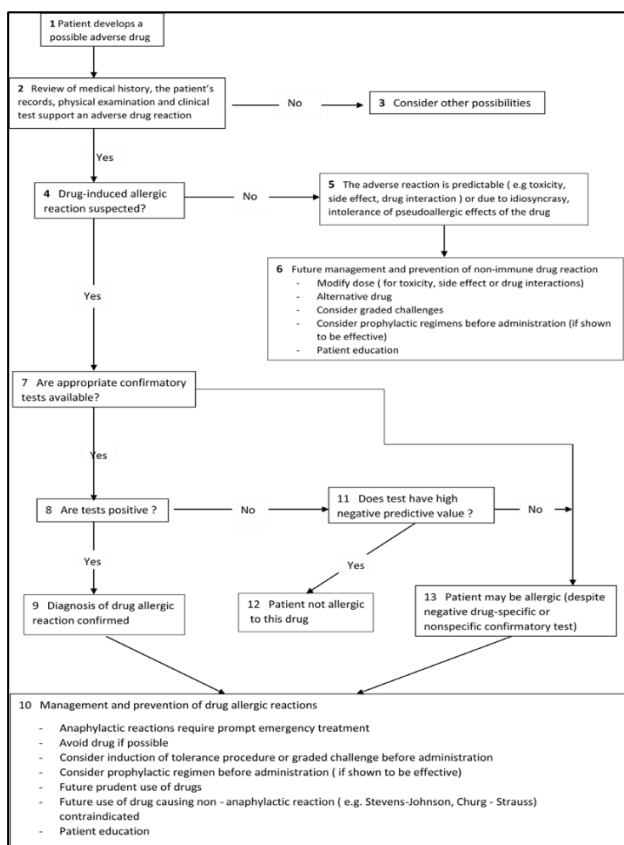 1 Patient develops a
possible adverse drug
2 Review of medical history, the patient's
records, physical examination and clinical
test support an adverse drug reaction
No
3 Consider other possibilities
Yes
4 Drug-induced allergic
reaction suspected?
No
5 The adverse reaction is predictable ( e.g toxicity,
side effect, drug interaction ) or due to idiosyncrasy,
intolerance of pseudoallergic effects of the drug
6 Future management and prevention of non-immune drug reaction
- Modify dose ( for toxicity, side effect or drug interactions)
- Alternative drug
- Consider graded challenges
- Consider prophylactic regimens before administration (if shown
to be effective)
- Patient education
Yes
7 Are appropriate confirmatory
tests available?
Yes
8 Are tests positive ?
No
11 Does test have high
negative predictive value ?
No
Yes
Yes
9 Diagnosis of drug allergic
reaction confirmed
12 Patient not allergic
to this drug
13 Patient may be allergic (despite
negative drug-specific or
nonspecific confirmatory test)
10 Management and prevention of drug allergic reactions
- Anaphylactic reactions require prompt emergency treatment
- Avoid drug if possible
- Consider induction of tolerance procedure or graded challenge before administration
- Consider prophylactic regimen before administration ( if shown to be effective)
- Future prudent use of drugs
- Future use of drug causing non - anaphylactic reaction ( e.g. Stevens-Johnson, Churg - Strauss)
contraindicated
- Patient education